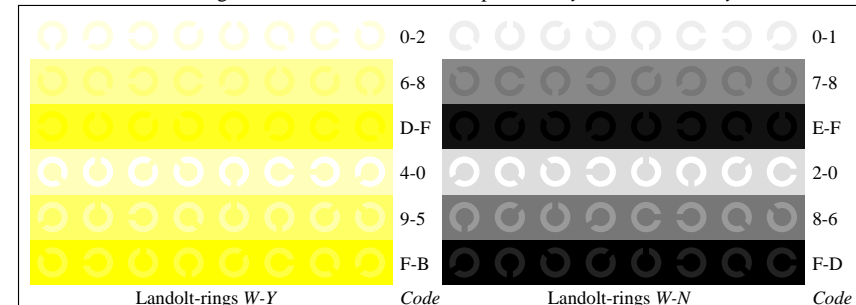 0-2 0-1
6-8 7-8
D-F E-F
4-0 2-0
9-5 8-6
F-B F-D
Landolt-rings W-Y Code Landolt-rings W-N Code